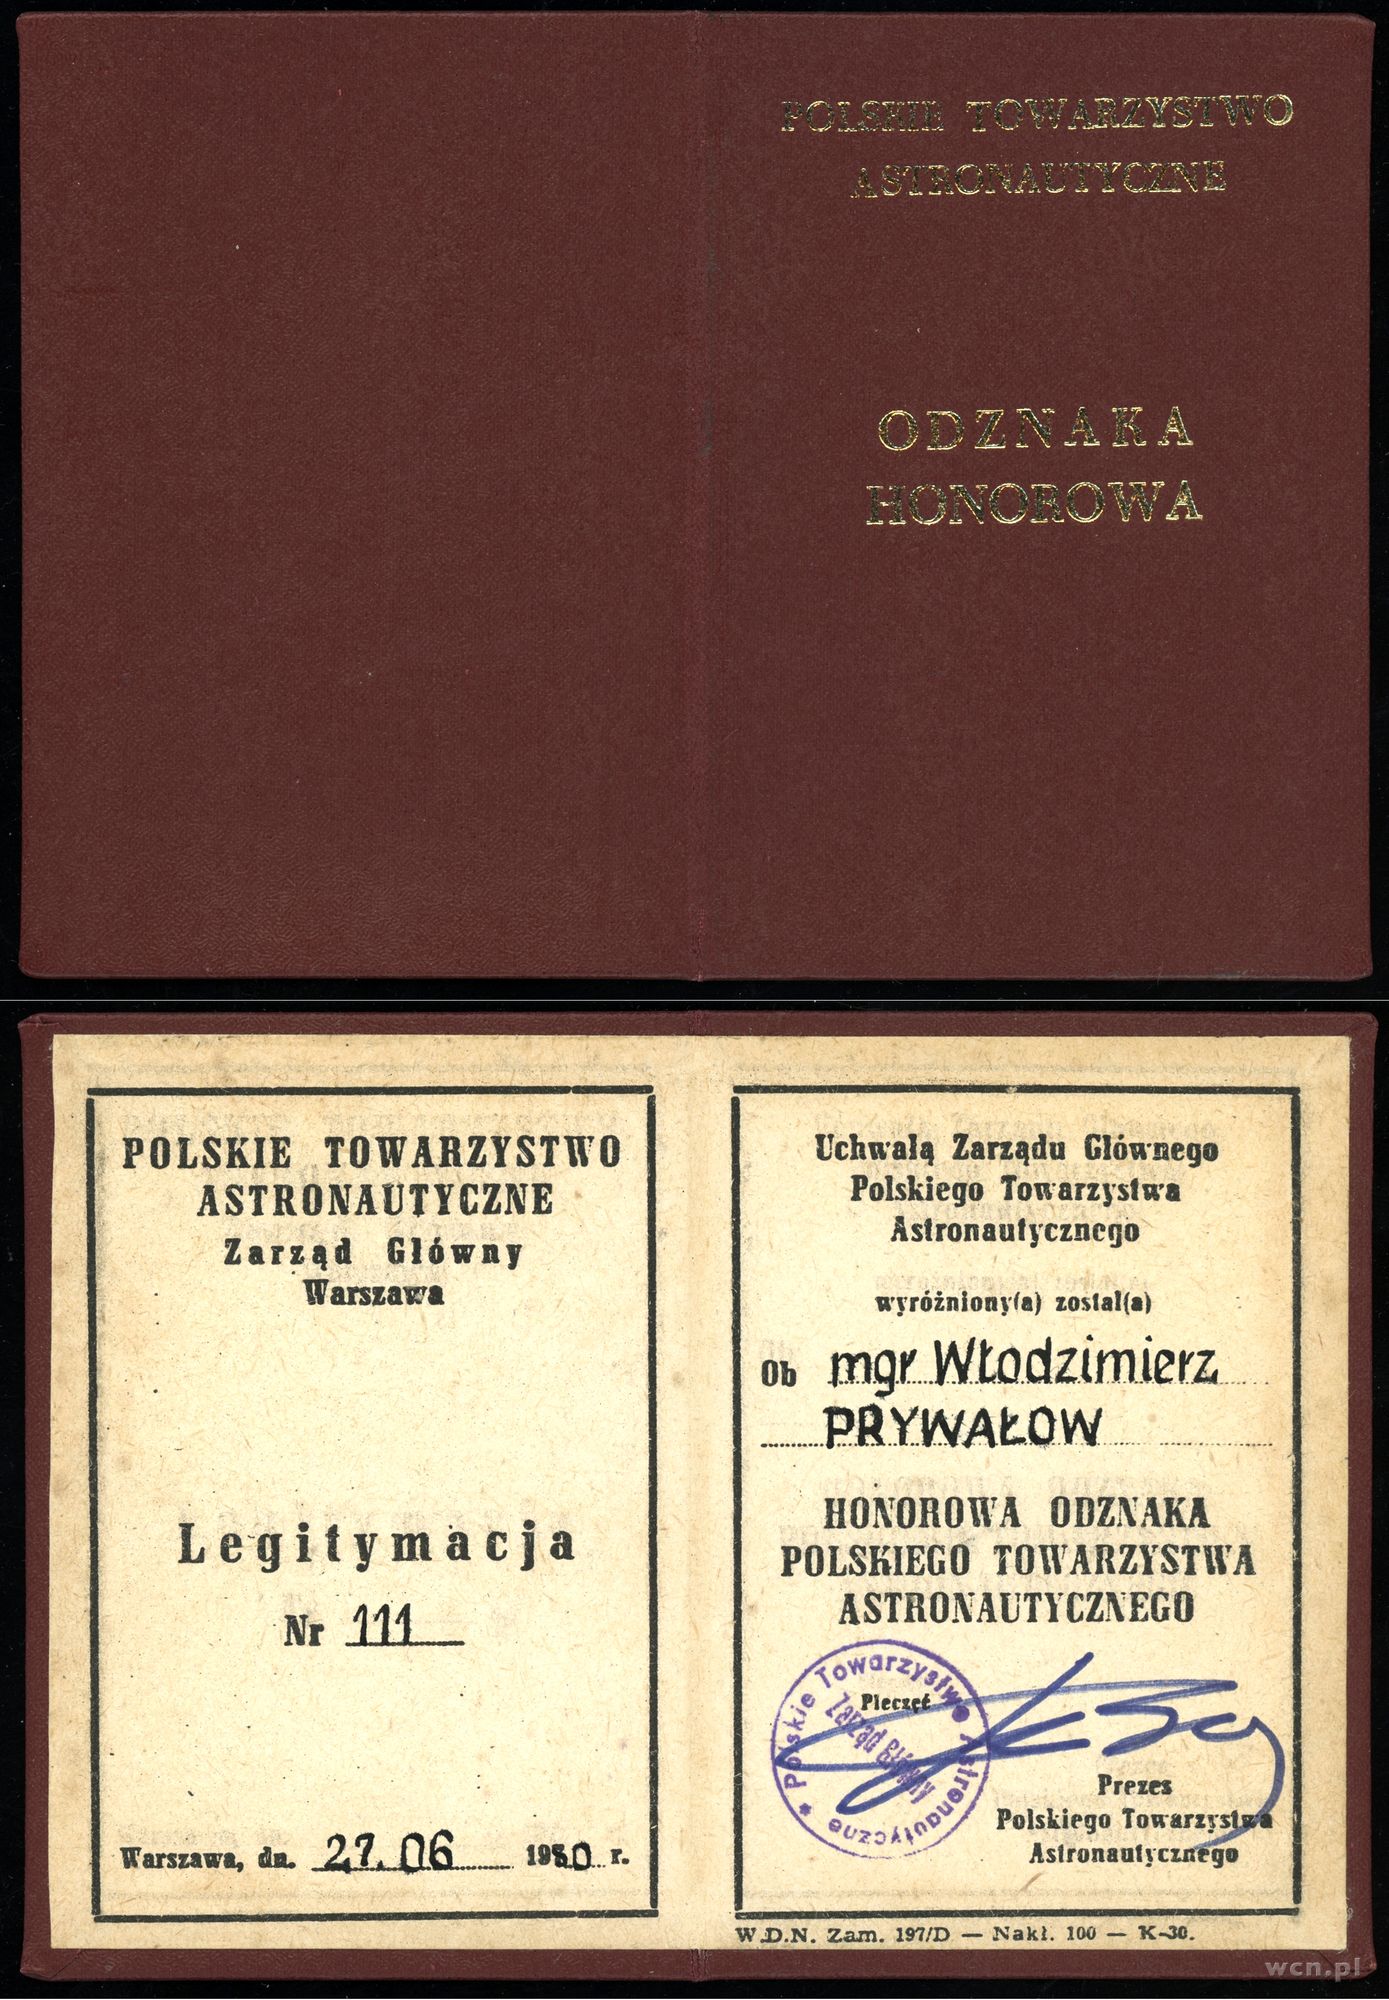 POLSKIE TOWARZYSTWO
ASTRONAUTYCZNE
ODZNAKA
HONOROWA
POLSKIE TOWARZYSTWO
ASTRONAUTYCZNE
Zarząd Główny
Warszawa
Legitymacja
Nr 111
Warszawa, dn. 27.06 1980 r.
Uchwałą Zarządu Głównego
Polskiego Towarzystwa
Astronautycznego
wyróżniony(a) został(a)
Ob mgr Włodzimierz
PRYWAŁOW
HONOROWA ODZNAKA
POLSKIEGO TOWARZYSTWA
ASTRONAUTYCZNEGO
Pieczęć
* Polskie Towarzystwo Astronautyczne
Zarząd Główny
Prezes
Polskiego Towarzystwa
Astronautycznego
W.D.N. Zam. 197/D — Nakł. 100 — K-30.
wcn.pl